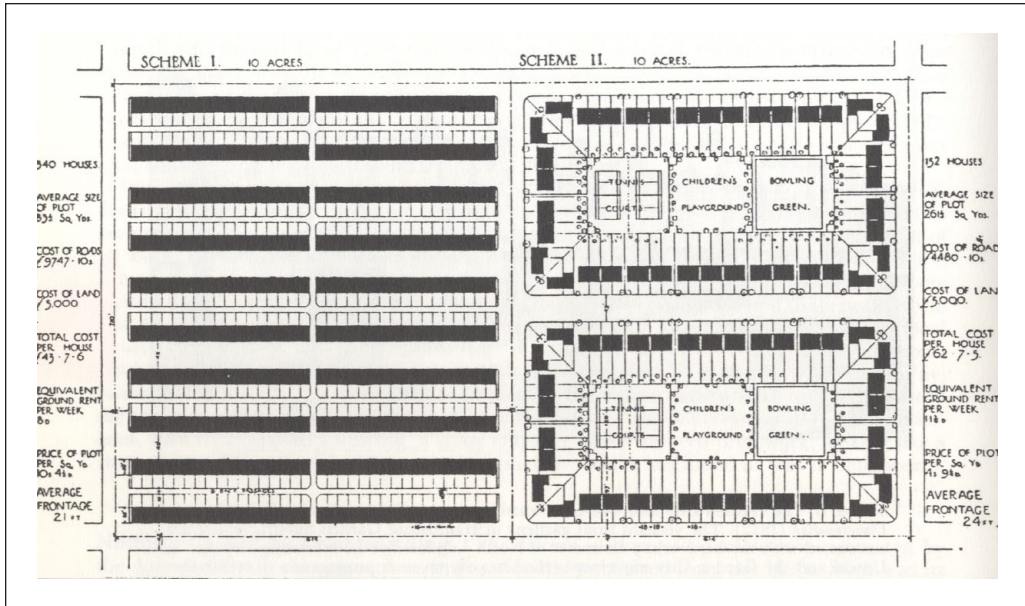 SCHEME I. 10 ACRES
SCHEME II. 10 ACRES.
340 HOUSES
AVERAGE SIZE
OF PLOT
83½ SQ YDS.
COST OF ROADS
£9747·10s
COST OF LAND
£5,000
TOTAL COST
PER HOUSE
£43·7·6
EQUIVALENT
GROUND RENT
PER WEEK
8D
PRICE OF PLOT
PER SQ. YD
10s 4½D
AVERAGE
FRONTAGE
21 FT
BACK PASSAGES
TENNIS
COURTS
CHILDREN'S
PLAYGROUND
BOWLING
GREEN.
TENNIS
COURTS
CHILDREN'S
PLAYGROUND
BOWLING
GREEN..
152 HOUSES
AVERAGE SIZE
OF PLOT
261½ SQ YDS.
COST OF ROAD
£4480·10s
COST OF LAN
£5,000.
TOTAL COST
PER HOUSE
£62·7·5.
EQUIVALENT
GROUND RENT
PER WEEK
11½D
PRICE OF PLOT
PER SQ. YD
4s 9½D
AVERAGE
FRONTAGE
24 FT.